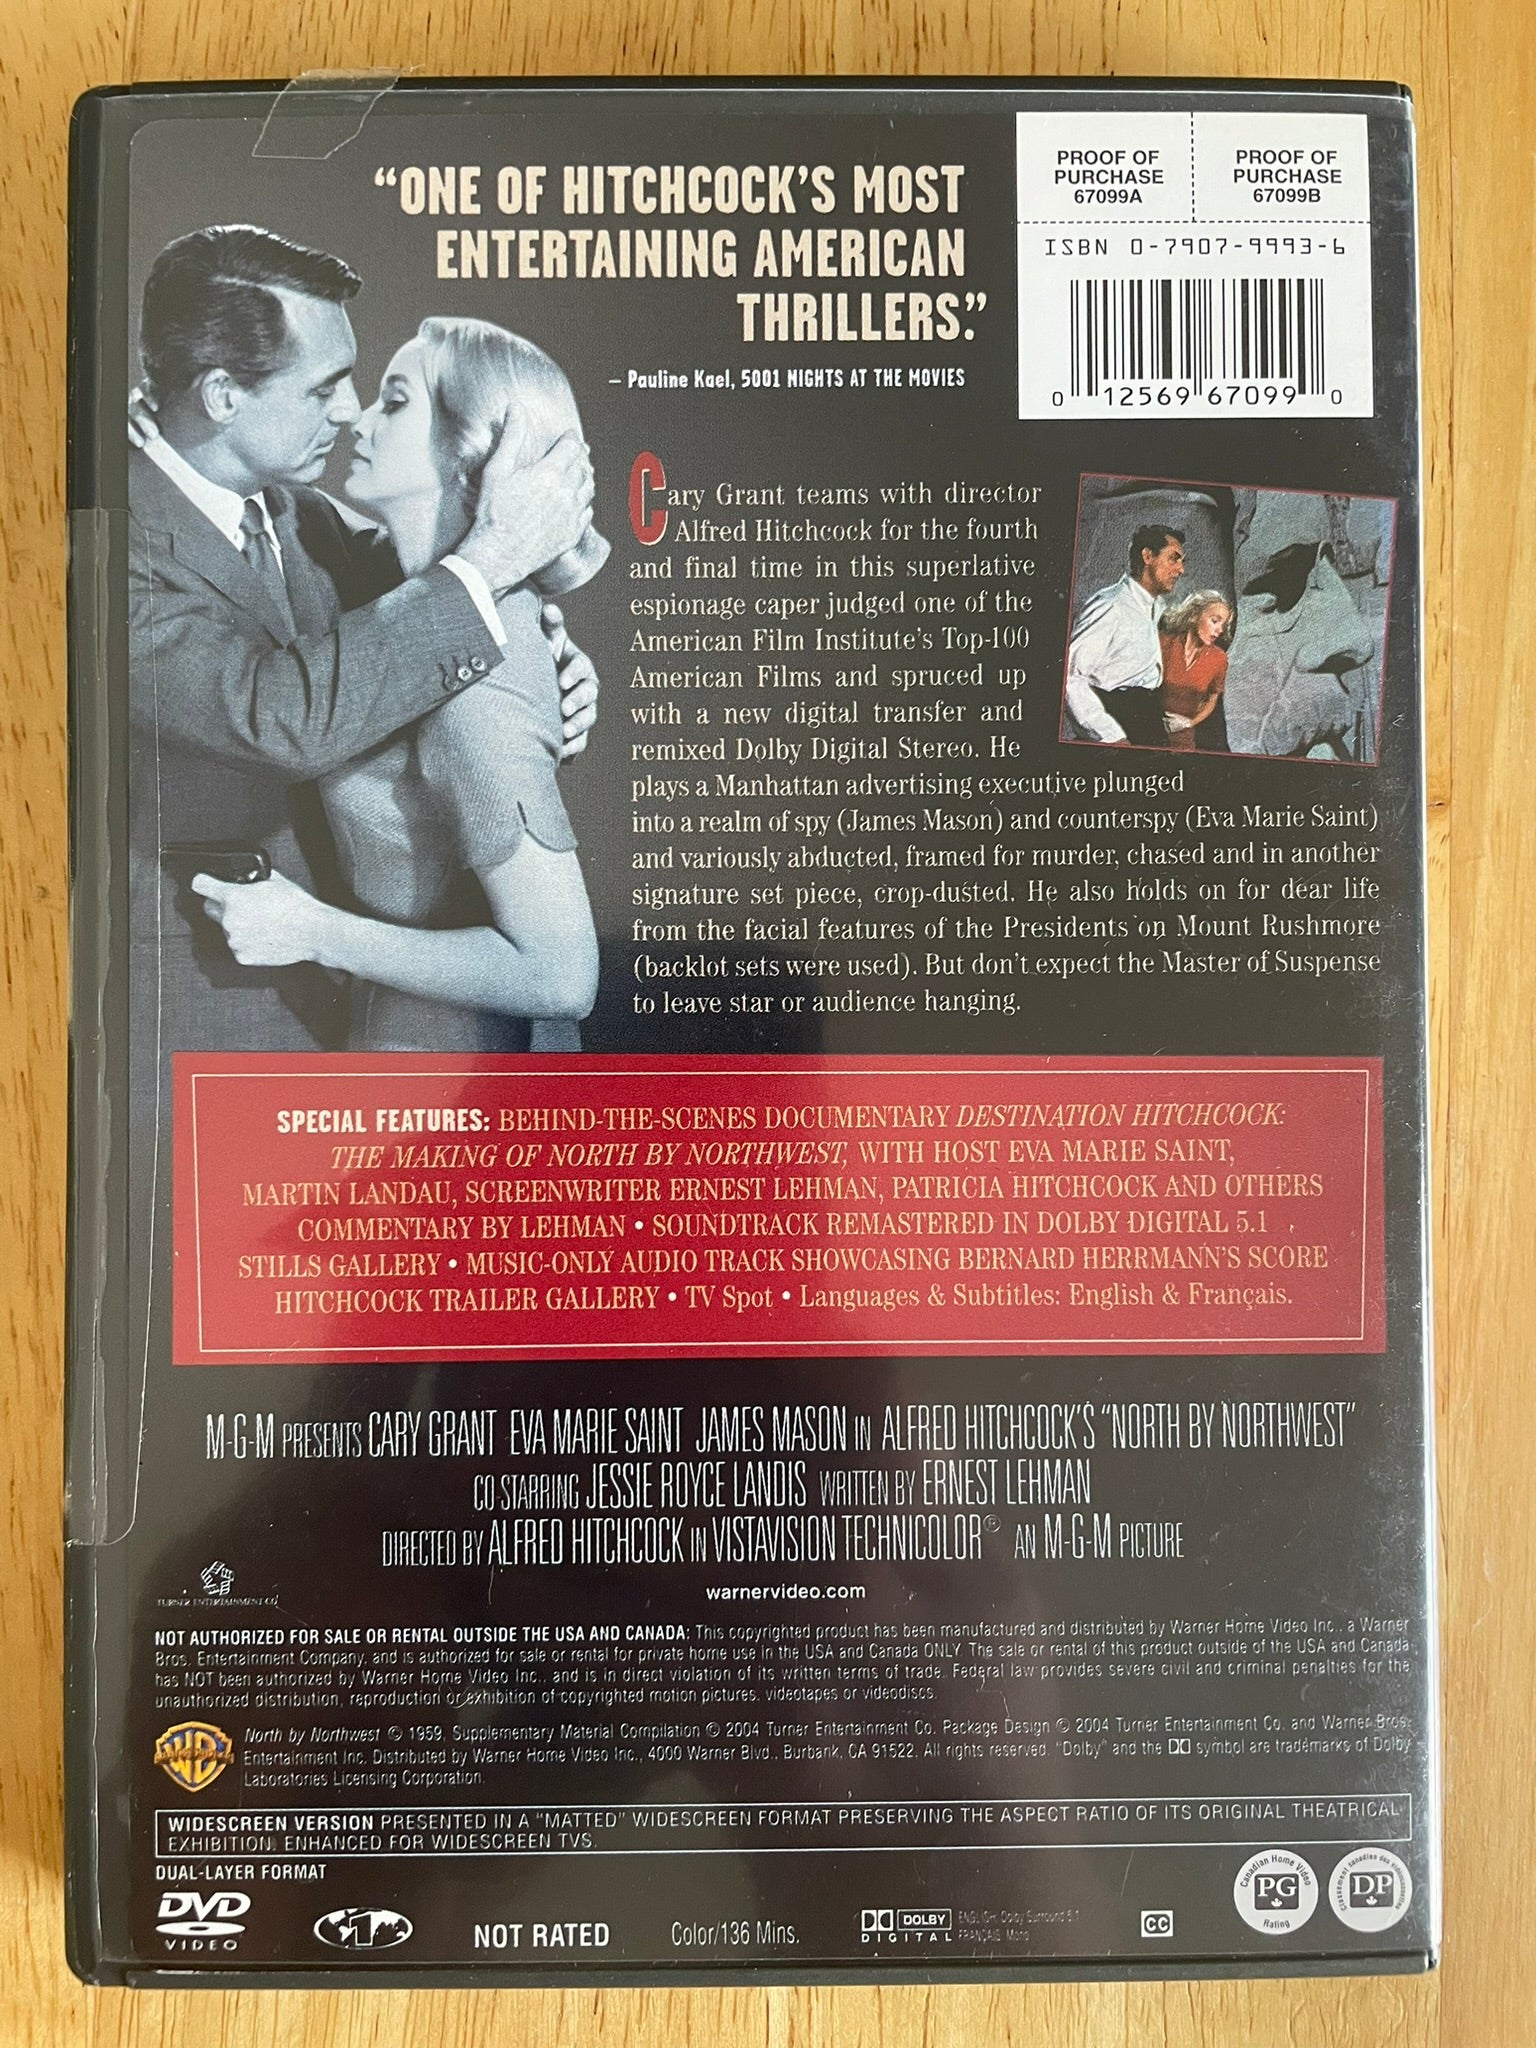 “ONE OF HITCHCOCK’S MOST
ENTERTAINING AMERICAN
THRILLERS.”
– Pauline Kael, 5001 NIGHTS AT THE MOVIES
PROOF OF
PURCHASE
67099A
PROOF OF
PURCHASE
67099B
ISBN 0-7907-9993-6
0 12569 67099 0
Cary Grant teams with director
Alfred Hitchcock for the fourth
and final time in this superlative
espionage caper judged one of the
American Film Institute’s Top-100
American Films and spruced up
with a new digital transfer and
remixed Dolby Digital Stereo. He
plays a Manhattan advertising executive plunged
into a realm of spy (James Mason) and counterspy (Eva Marie Saint)
and variously abducted, framed for murder, chased and in another
signature set piece, crop-dusted. He also holds on for dear life
from the facial features of the Presidents on Mount Rushmore
(backlot sets were used). But don’t expect the Master of Suspense
to leave star or audience hanging.
SPECIAL FEATURES: BEHIND-THE-SCENES DOCUMENTARY DESTINATION HITCHCOCK:
THE MAKING OF NORTH BY NORTHWEST, WITH HOST EVA MARIE SAINT,
MARTIN LANDAU, SCREENWRITER ERNEST LEHMAN, PATRICIA HITCHCOCK AND OTHERS
COMMENTARY BY LEHMAN • SOUNDTRACK REMASTERED IN DOLBY DIGITAL 5.1
STILLS GALLERY • MUSIC-ONLY AUDIO TRACK SHOWCASING BERNARD HERRMANN’S SCORE
HITCHCOCK TRAILER GALLERY • TV Spot • Languages & Subtitles: English & Français.
M-G-M PRESENTS CARY GRANT EVA MARIE SAINT JAMES MASON IN ALFRED HITCHCOCK’S “NORTH BY NORTHWEST”
CO-STARRING JESSIE ROYCE LANDIS WRITTEN BY ERNEST LEHMAN
DIRECTED BY ALFRED HITCHCOCK IN VISTAVISION TECHNICOLOR® AN M-G-M PICTURE
TURNER ENTERTAINMENT CO.
warnervideo.com
NOT AUTHORIZED FOR SALE OR RENTAL OUTSIDE THE USA AND CANADA: This copyrighted product has been manufactured and distributed by Warner Home Video Inc., a Warner
Bros. Entertainment Company, and is authorized for sale or rental for private home use in the USA and Canada ONLY. The sale or rental of this product outside of the USA and Canada
has NOT been authorized by Warner Home Video Inc., and is in direct violation of its written terms of trade. Federal law provides severe civil and criminal penalties for the
unauthorized distribution, reproduction or exhibition of copyrighted motion pictures, videotapes or videodiscs.
WB
North by Northwest © 1959. Supplementary Material Compilation © 2004 Turner Entertainment Co. Package Design © 2004 Turner Entertainment Co. and Warner Bros.
Entertainment Inc. Distributed by Warner Home Video Inc., 4000 Warner Blvd., Burbank, CA 91522. All rights reserved. “Dolby” and the DD symbol are trademarks of Dolby
Laboratories Licensing Corporation.
WIDESCREEN VERSION PRESENTED IN A “MATTED” WIDESCREEN FORMAT PRESERVING THE ASPECT RATIO OF ITS ORIGINAL THEATRICAL
EXHIBITION. ENHANCED FOR WIDESCREEN TVS.
DUAL-LAYER FORMAT
DVD
VIDEO
1
NOT RATED
Color/136 Mins.
DOLBY
DIGITAL
ENGLISH: Dolby Surround 5.1
FRANÇAIS: Mono
CC
Canadian Home Video
PG
Rating
DP